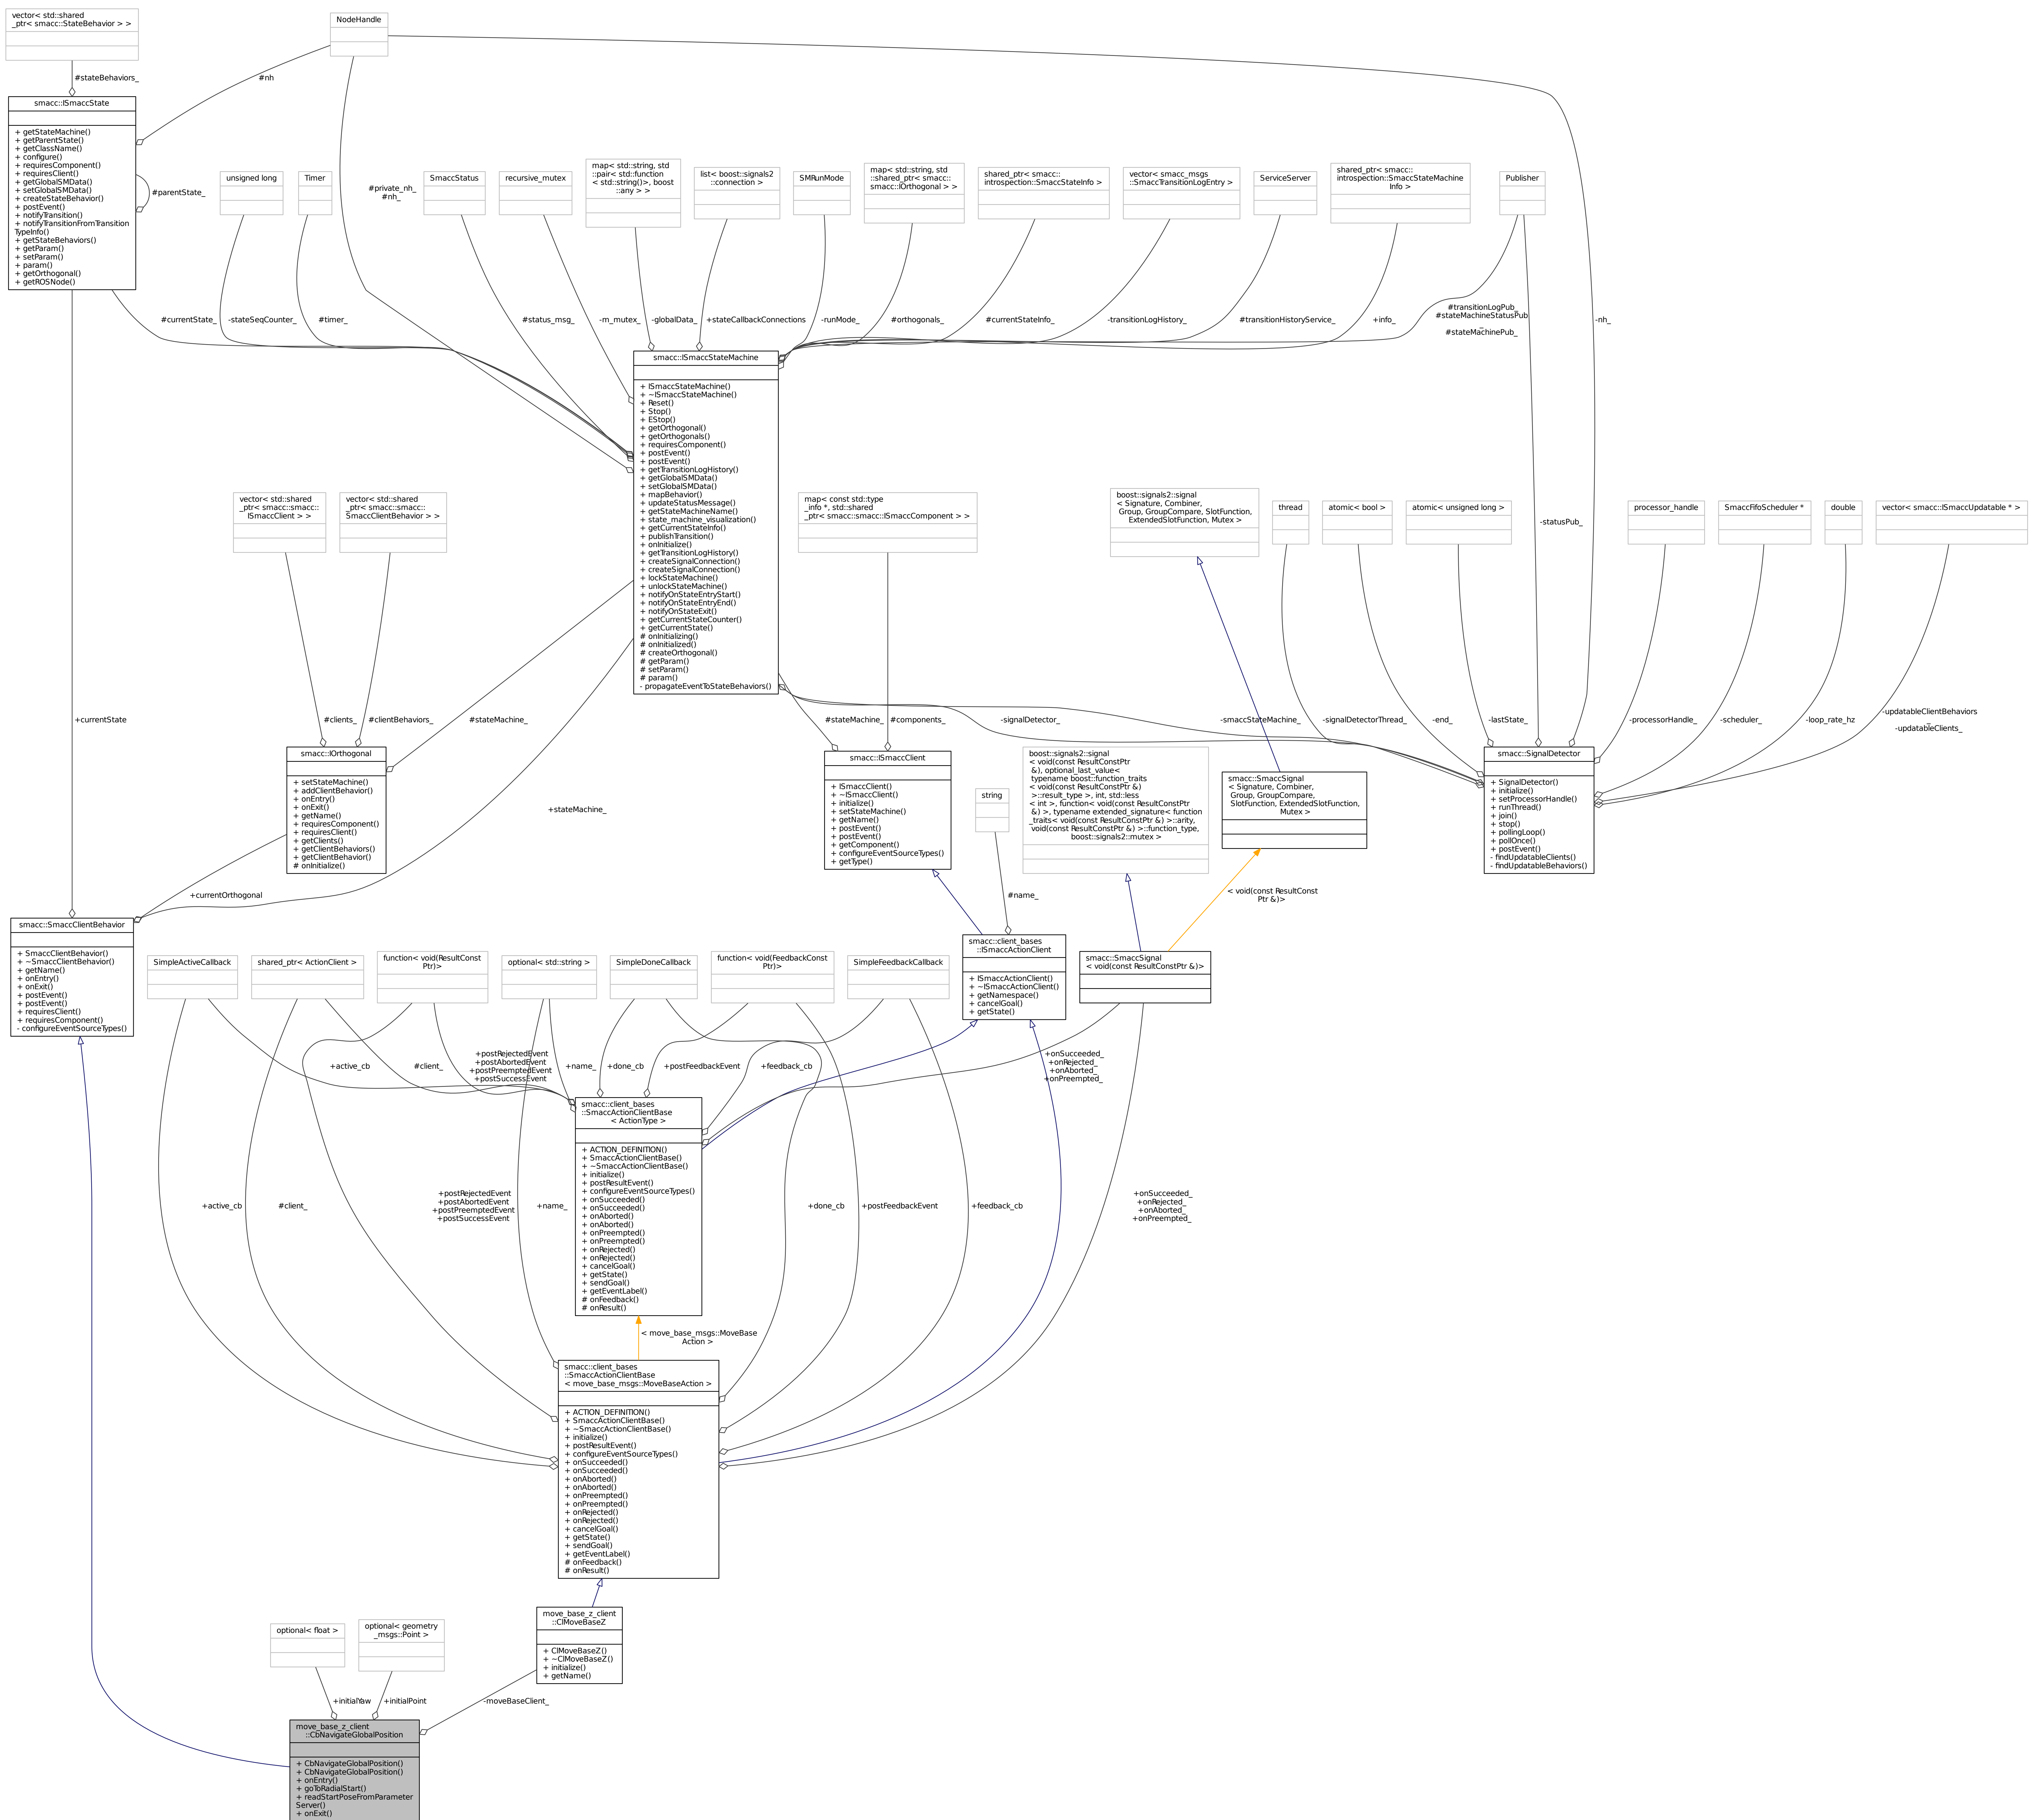 vector< std::shared
_ptr< smacc::StateBehavior > >
NodeHandle
#stateBehaviors_
#nh
smacc::ISmaccState
+ getStateMachine()
+ getParentState()
+ getClassName()
+ configure()
+ requiresComponent()
+ requiresClient()
+ getGlobalSMData()
+ setGlobalSMData()
+ createStateBehavior()
+ postEvent()
+ notifyTransition()
+ notifyTransitionFromTransition
TypeInfo()
+ getStateBehaviors()
+ getParam()
+ setParam()
+ param()
+ getOrthogonal()
+ getROSNode()
#parentState_
unsigned long
Timer
#private_nh_
#nh_
SmaccStatus
recursive_mutex
map< std::string, std
::pair< std::function
< std::string()>, boost
::any > >
list< boost::signals2
::connection >
SMRunMode
map< std::string, std
::shared_ptr< smacc::
smacc::IOrthogonal > >
shared_ptr< smacc::
introspection::SmaccStateInfo >
vector< smacc_msgs
::SmaccTransitionLogEntry >
ServiceServer
shared_ptr< smacc::
introspection::SmaccStateMachine
Info >
Publisher
#currentState_
-stateSeqCounter_
#timer_
#status_msg_
-m_mutex_
-globalData_
+stateCallbackConnections
-runMode_
#orthogonals_
#currentStateInfo_
-transitionLogHistory_
#transitionHistoryService_
+info_
#transitionLogPub_
#stateMachineStatusPub
_
#stateMachinePub_
-nh_
smacc::ISmaccStateMachine
+ ISmaccStateMachine()
+ ~ISmaccStateMachine()
+ Reset()
+ Stop()
+ EStop()
+ getOrthogonal()
+ getOrthogonals()
+ requiresComponent()
+ postEvent()
+ postEvent()
+ getTransitionLogHistory()
+ getGlobalSMData()
+ setGlobalSMData()
+ mapBehavior()
+ updateStatusMessage()
+ getStateMachineName()
+ state_machine_visualization()
+ getCurrentStateInfo()
+ publishTransition()
+ onInitialize()
+ getTransitionLogHistory()
+ createSignalConnection()
+ createSignalConnection()
+ lockStateMachine()
+ unlockStateMachine()
+ notifyOnStateEntryStart()
+ notifyOnStateEntryEnd()
+ notifyOnStateExit()
+ getCurrentStateCounter()
+ getCurrentState()
# onInitializing()
# onInitialized()
# createOrthogonal()
# getParam()
# setParam()
# param()
- propagateEventToStateBehaviors()
vector< std::shared
_ptr< smacc::smacc::
ISmaccClient > >
vector< std::shared
_ptr< smacc::smacc::
SmaccClientBehavior > >
map< const std::type
_info *, std::shared
_ptr< smacc::smacc::ISmaccComponent > >
boost::signals2::signal
< Signature, Combiner,
Group, GroupCompare, SlotFunction,
ExtendedSlotFunction, Mutex >
thread
atomic< bool >
atomic< unsigned long >
-statusPub_
processor_handle
SmaccFifoScheduler *
double
vector< smacc::ISmaccUpdatable * >
+currentState
#clients_
#clientBehaviors_
#stateMachine_
#stateMachine_
#components_
-signalDetector_
-smaccStateMachine_
-signalDetectorThread_
-end_
-lastState_
-processorHandle_
-scheduler_
-loop_rate_hz
-updatableClientBehaviors
_
-updatableClients_
smacc::IOrthogonal
+ setStateMachine()
+ addClientBehavior()
+ onEntry()
+ onExit()
+ getName()
+ requiresComponent()
+ requiresClient()
+ getClients()
+ getClientBehaviors()
+ getClientBehavior()
# onInitialize()
+stateMachine_
smacc::ISmaccClient
+ ISmaccClient()
+ ~ISmaccClient()
+ initialize()
+ setStateMachine()
+ getName()
+ postEvent()
+ postEvent()
+ getComponent()
+ configureEventSourceTypes()
+ getType()
string
boost::signals2::signal
< void(const ResultConstPtr
&), optional_last_value<
typename boost::function_traits
< void(const ResultConstPtr &)
>::result_type >, int, std::less
< int >, function< void(const ResultConstPtr
&) >, typename extended_signature< function
_traits< void(const ResultConstPtr &) >::arity,
void(const ResultConstPtr &) >::function_type,
boost::signals2::mutex >
smacc::SmaccSignal
< Signature, Combiner,
Group, GroupCompare,
SlotFunction, ExtendedSlotFunction,
Mutex >
smacc::SignalDetector
+ SignalDetector()
+ initialize()
+ setProcessorHandle()
+ runThread()
+ join()
+ stop()
+ pollingLoop()
+ pollOnce()
+ postEvent()
- findUpdatableClients()
- findUpdatableBehaviors()
+currentOrthogonal
#name_
< void(const ResultConst
Ptr &)>
smacc::SmaccClientBehavior
+ SmaccClientBehavior()
+ ~SmaccClientBehavior()
+ getName()
+ onEntry()
+ onExit()
+ postEvent()
+ postEvent()
+ requiresClient()
+ requiresComponent()
- configureEventSourceTypes()
SimpleActiveCallback
shared_ptr< ActionClient >
function< void(ResultConst
Ptr)>
optional< std::string >
SimpleDoneCallback
function< void(FeedbackConst
Ptr)>
SimpleFeedbackCallback
smacc::client_bases
::ISmaccActionClient
+ ISmaccActionClient()
+ ~ISmaccActionClient()
+ getNamespace()
+ cancelGoal()
+ getState()
smacc::SmaccSignal
< void(const ResultConstPtr &)>
+active_cb
#client_
+postRejectedEvent
+postAbortedEvent
+postPreemptedEvent
+postSuccessEvent
+name_
+done_cb
+postFeedbackEvent
+feedback_cb
+onSucceeded_
+onRejected_
+onAborted_
+onPreempted_
smacc::client_bases
::SmaccActionClientBase
< ActionType >
+ ACTION_DEFINITION()
+ SmaccActionClientBase()
+ ~SmaccActionClientBase()
+ initialize()
+ postResultEvent()
+ configureEventSourceTypes()
+ onSucceeded()
+ onSucceeded()
+ onAborted()
+ onAborted()
+ onPreempted()
+ onPreempted()
+ onRejected()
+ onRejected()
+ cancelGoal()
+ getState()
+ sendGoal()
+ getEventLabel()
# onFeedback()
# onResult()
+active_cb
#client_
+postRejectedEvent
+postAbortedEvent
+postPreemptedEvent
+postSuccessEvent
+name_
+done_cb
+postFeedbackEvent
+feedback_cb
+onSucceeded_
+onRejected_
+onAborted_
+onPreempted_
< move_base_msgs::MoveBase
Action >
smacc::client_bases
::SmaccActionClientBase
< move_base_msgs::MoveBaseAction >
+ ACTION_DEFINITION()
+ SmaccActionClientBase()
+ ~SmaccActionClientBase()
+ initialize()
+ postResultEvent()
+ configureEventSourceTypes()
+ onSucceeded()
+ onSucceeded()
+ onAborted()
+ onAborted()
+ onPreempted()
+ onPreempted()
+ onRejected()
+ onRejected()
+ cancelGoal()
+ getState()
+ sendGoal()
+ getEventLabel()
# onFeedback()
# onResult()
optional< float >
optional< geometry
_msgs::Point >
move_base_z_client
::ClMoveBaseZ
+ ClMoveBaseZ()
+ ~ClMoveBaseZ()
+ initialize()
+ getName()
+initialYaw
+initialPoint
-moveBaseClient_
move_base_z_client
::CbNavigateGlobalPosition
+ CbNavigateGlobalPosition()
+ CbNavigateGlobalPosition()
+ onEntry()
+ goToRadialStart()
+ readStartPoseFromParameter
Server()
+ onExit()